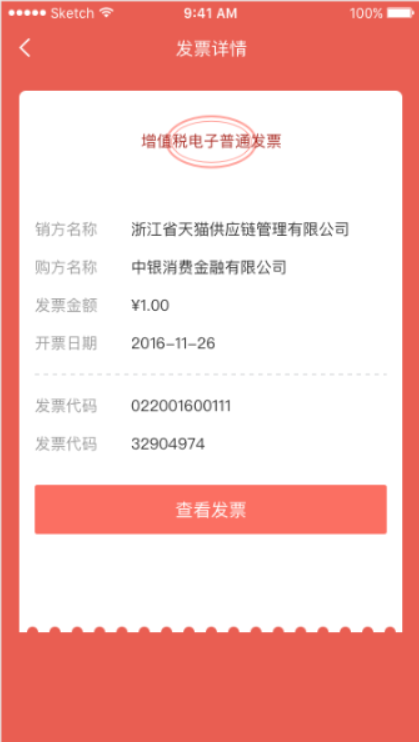 Sketch 9:41 AM 100%
发票详情
增值税电子普通发票
销方名称 浙江省天猫供应链管理有限公司
购方名称 中银消费金融有限公司
发票金额 ¥1.00
开票日期 2016-11-26
发票代码 022001600111
发票代码 32904974
查看发票